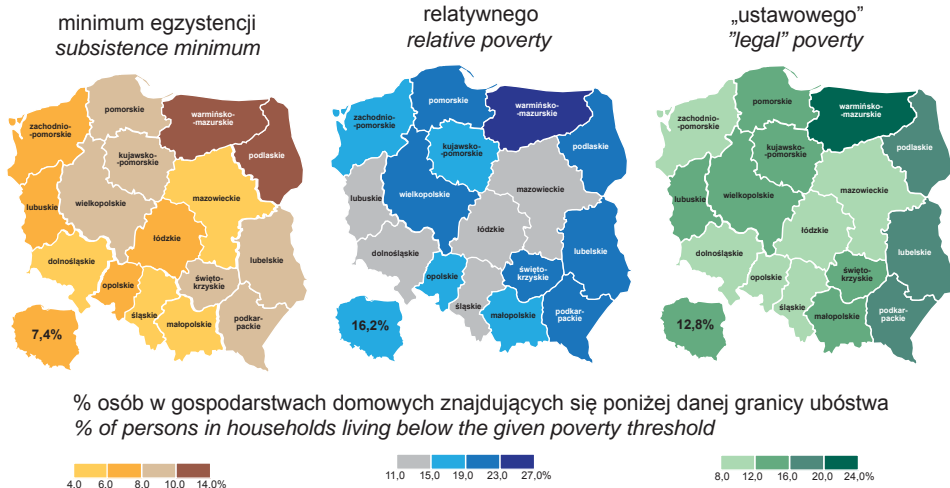 minimum egzystencji
subsistence minimum
relatywnego
relative poverty
„ustawowego”
”legal” poverty
pomorskie
warmińsko-
-mazurskie
zachodnio-
-pomorskie
kujawsko-
-pomorskie
podlaskie
mazowieckie
wielkopolskie
lubuskie
łódzkie
dolnośląskie
lubelskie
opolskie
święto-
krzyskie
śląskie
małopolskie
podkar-
packie
7,4%
pomorskie
warmińsko-
-mazurskie
zachodnio-
-pomorskie
kujawsko-
-pomorskie
podlaskie
mazowieckie
wielkopolskie
lubuskie
łódzkie
dolnośląskie
lubelskie
opolskie
święto-
krzyskie
śląskie
małopolskie
podkar-
packie
16,2%
pomorskie
warmińsko-
-mazurskie
zachodnio-
-pomorskie
kujawsko-
-pomorskie
podlaskie
mazowieckie
wielkopolskie
lubuskie
łódzkie
dolnośląskie
lubelskie
opolskie
święto-
krzyskie
śląskie
małopolskie
podkar-
packie
12,8%
% osób w gospodarstwach domowych znajdujących się poniżej danej granicy ubóstwa
% of persons in households living below the given poverty threshold
4.0 6.0 8.0 10.0 14.0%
11,0 15,0 19,0 23,0 27,0%
8,0 12,0 16,0 20,0 24,0%